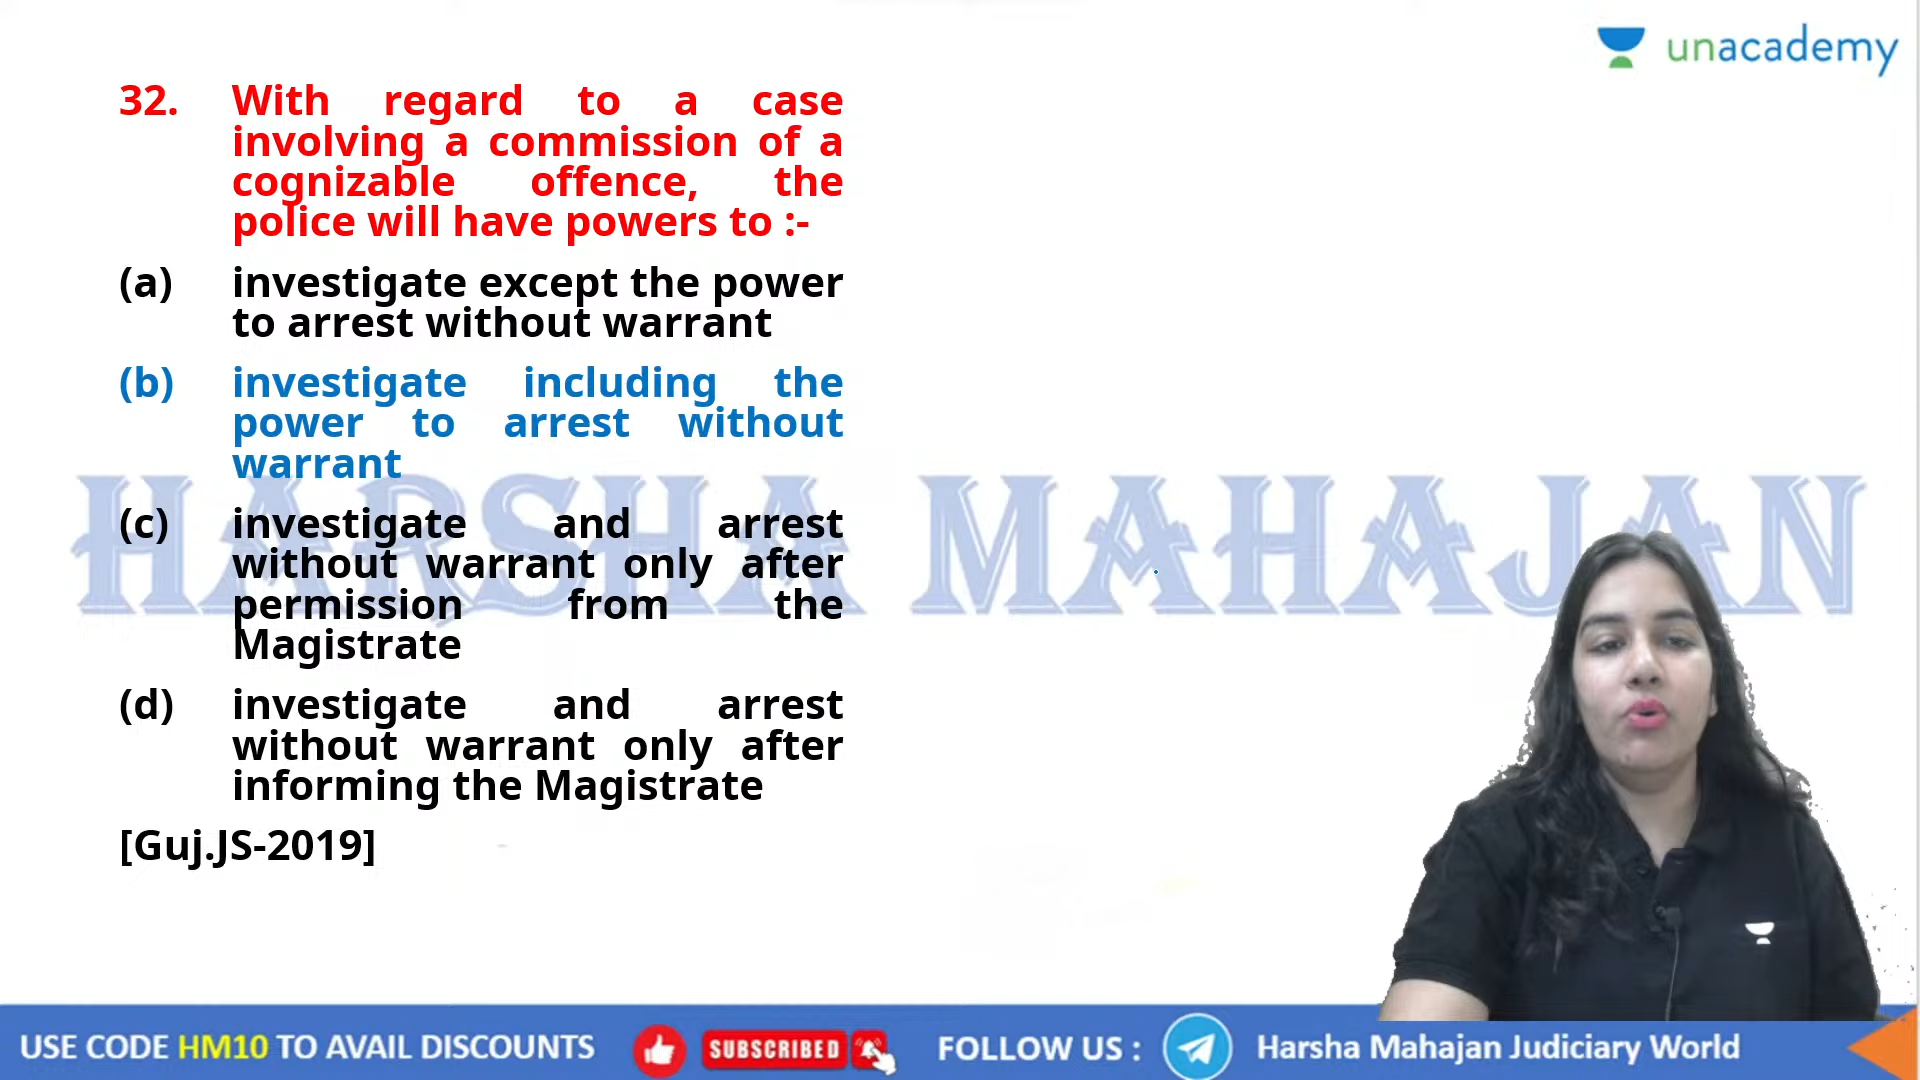 unacademy
32. With regard to a case
involving a commission of a
cognizable offence, the
police will have powers to :-
(a) investigate except the power
to arrest without warrant
(b) investigate including the
power to arrest without
warrant
HARSHA MAHAJAN
(c) investigate and arrest
without warrant only after
permission from the
Magistrate
(d) investigate and arrest
without warrant only after
informing the Magistrate
[Guj.JS-2019]
USE CODE HM10 TO AVAIL DISCOUNTS SUBSCRIBED FOLLOW US : Harsha Mahajan Judiciary World